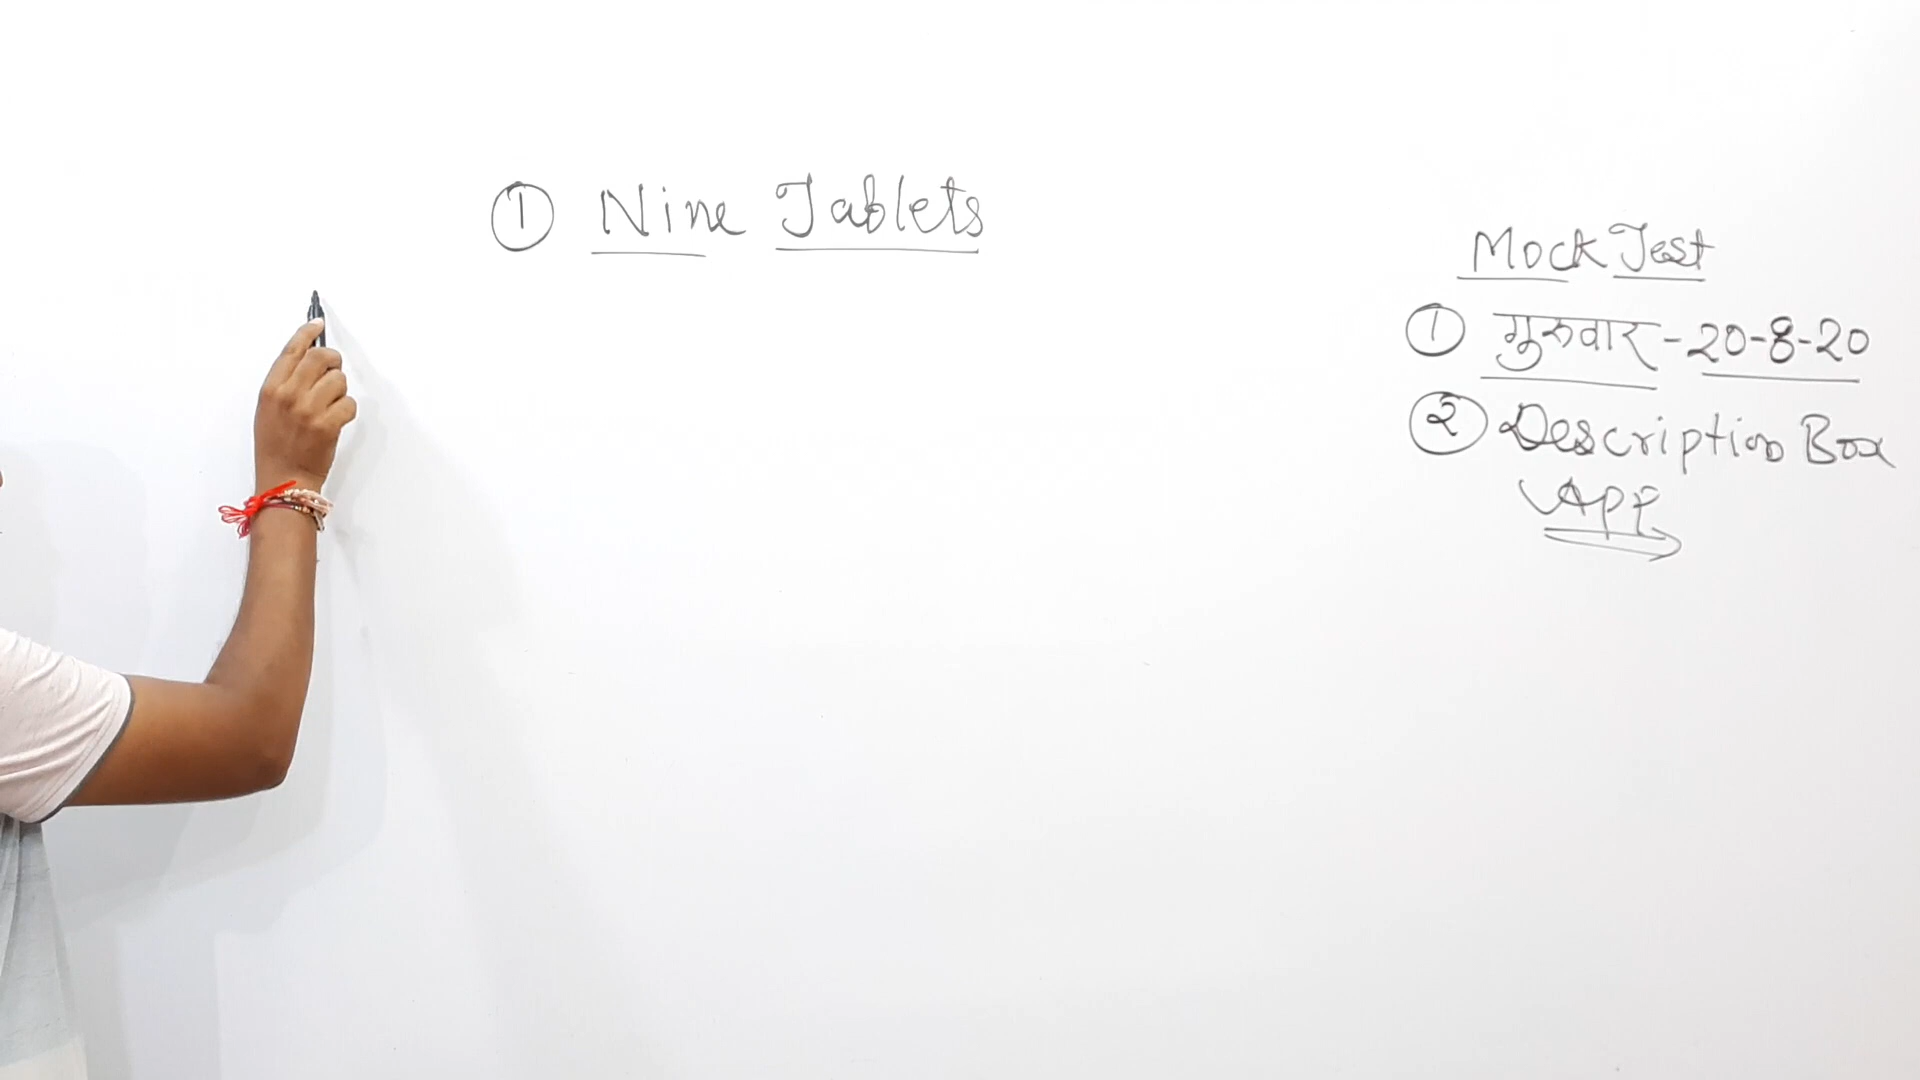 ① Nine Tablets
Mock Test
① गुरुवार - 20-8-20
② Description Box
App